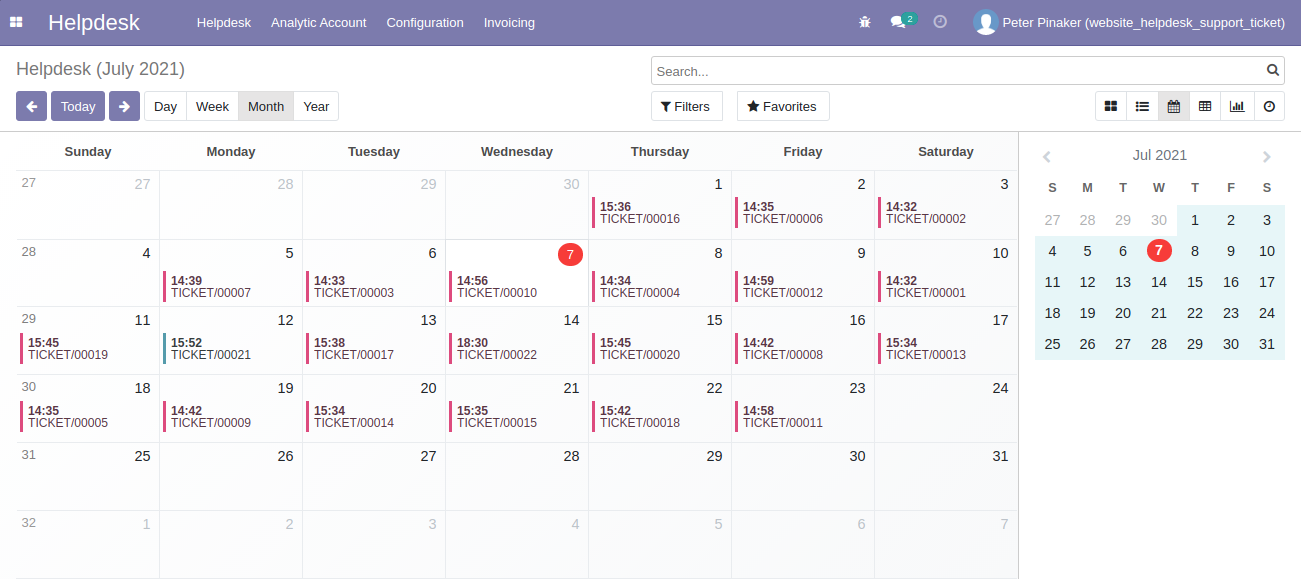 Helpdesk Helpdesk Analytic Account Configuration Invoicing 2 Peter Pinaker (website_helpdesk_support_ticket)
Helpdesk (July 2021)
Search...
Today Day Week Month Year Filters Favorites
Sunday Monday Tuesday Wednesday Thursday Friday Saturday
27 27 28 29 30 1 2 3
15:36 14:35 14:32
TICKET/00016 TICKET/00006 TICKET/00002
28 4 5 6 7 8 9 10
14:39 14:33 14:56 14:34 14:59 14:32
TICKET/00007 TICKET/00003 TICKET/00010 TICKET/00004 TICKET/00012 TICKET/00001
29 11 12 13 14 15 16 17
15:45 15:52 15:38 18:30 15:45 14:42 15:34
TICKET/00019 TICKET/00021 TICKET/00017 TICKET/00022 TICKET/00020 TICKET/00008 TICKET/00013
30 18 19 20 21 22 23 24
14:35 14:42 15:34 15:35 15:42 14:58
TICKET/00005 TICKET/00009 TICKET/00014 TICKET/00015 TICKET/00018 TICKET/00011
31 25 26 27 28 29 30 31
32 1 2 3 4 5 6 7
Jul 2021
S M T W T F S
27 28 29 30 1 2 3
4 5 6 7 8 9 10
11 12 13 14 15 16 17
18 19 20 21 22 23 24
25 26 27 28 29 30 31